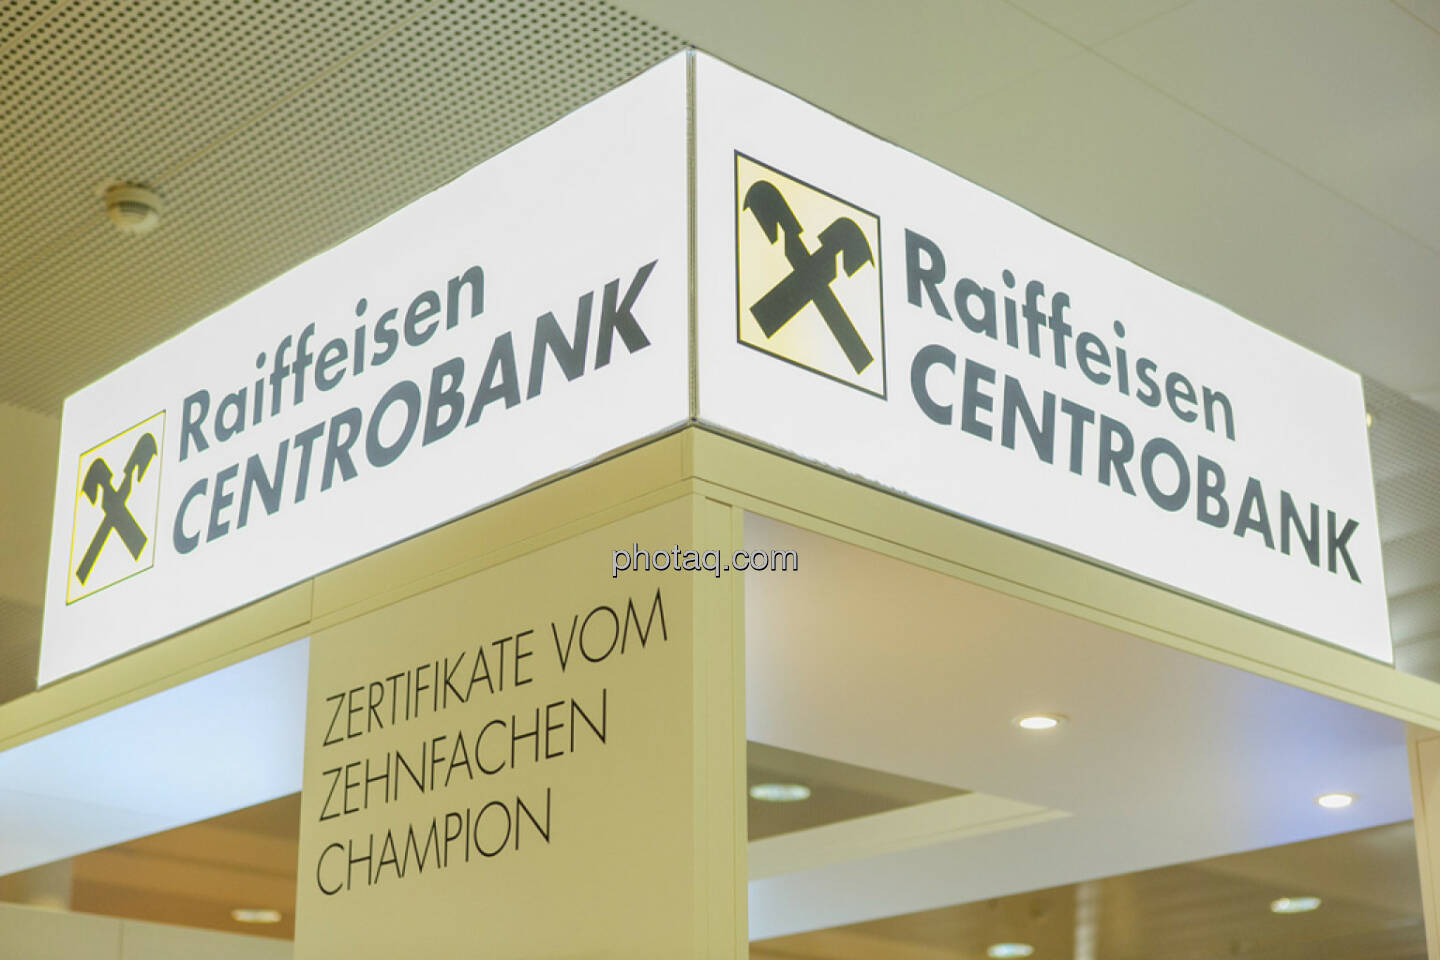 Raiffeisen
CENTROBANK
Raiffeisen
CENTROBANK
photaq.com
ZERTIFIKATE VOM
ZEHNFACHEN
CHAMPION